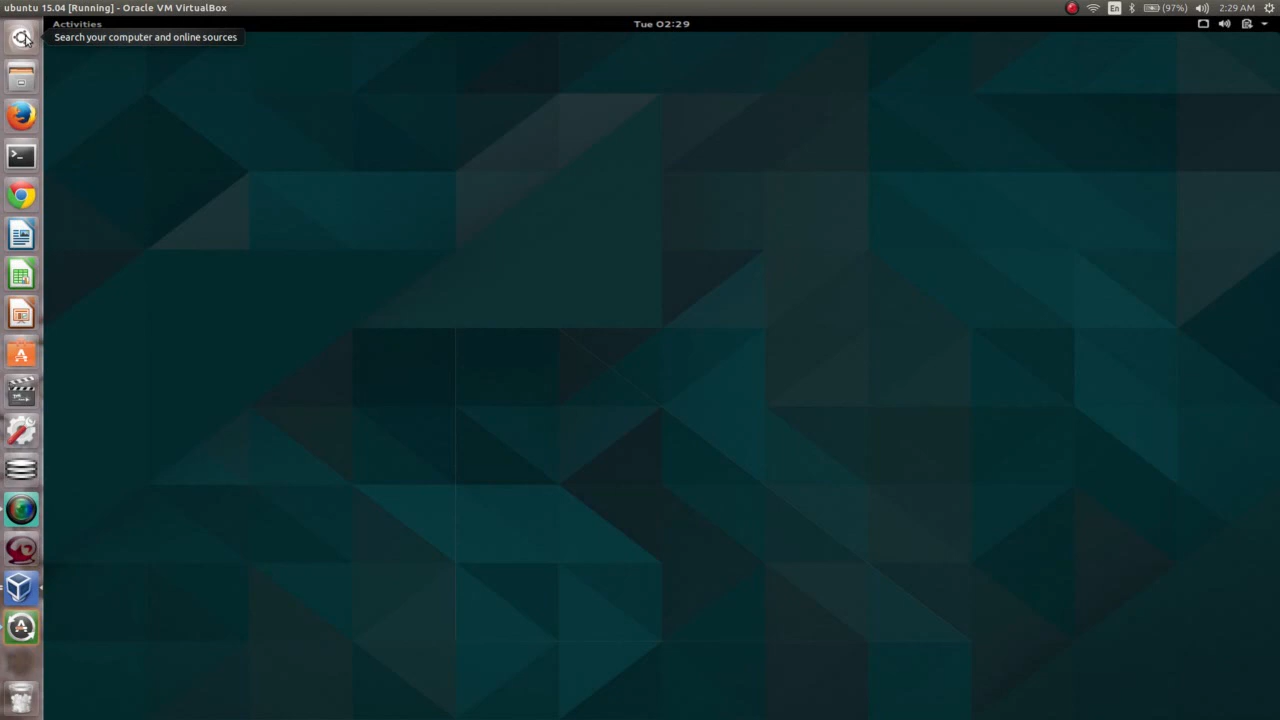 ubuntu 15.04 [Running] - Oracle VM VirtualBox
En
(97%)
2:29 AM
Activities
Tue 02:29
Search your computer and online sources